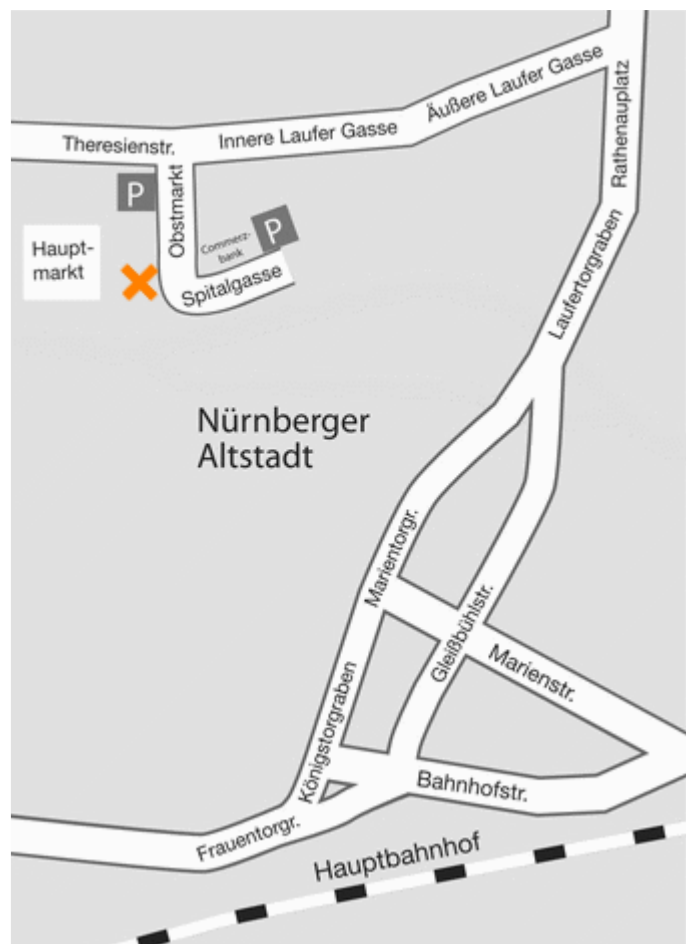 Äußere Laufer Gasse
Innere Laufer Gasse
Theresienstr.
Rathenauplatz
P
Obstmarkt
P
Commerz-
bank
Haupt-
markt
Spitalgasse
Laufertorgraben
Nürnberger
Altstadt
Marientorgr.
Gleißbühlstr.
Marienstr.
Königstorgraben
Bahnhofstr.
Frauentorgr.
Hauptbahnhof